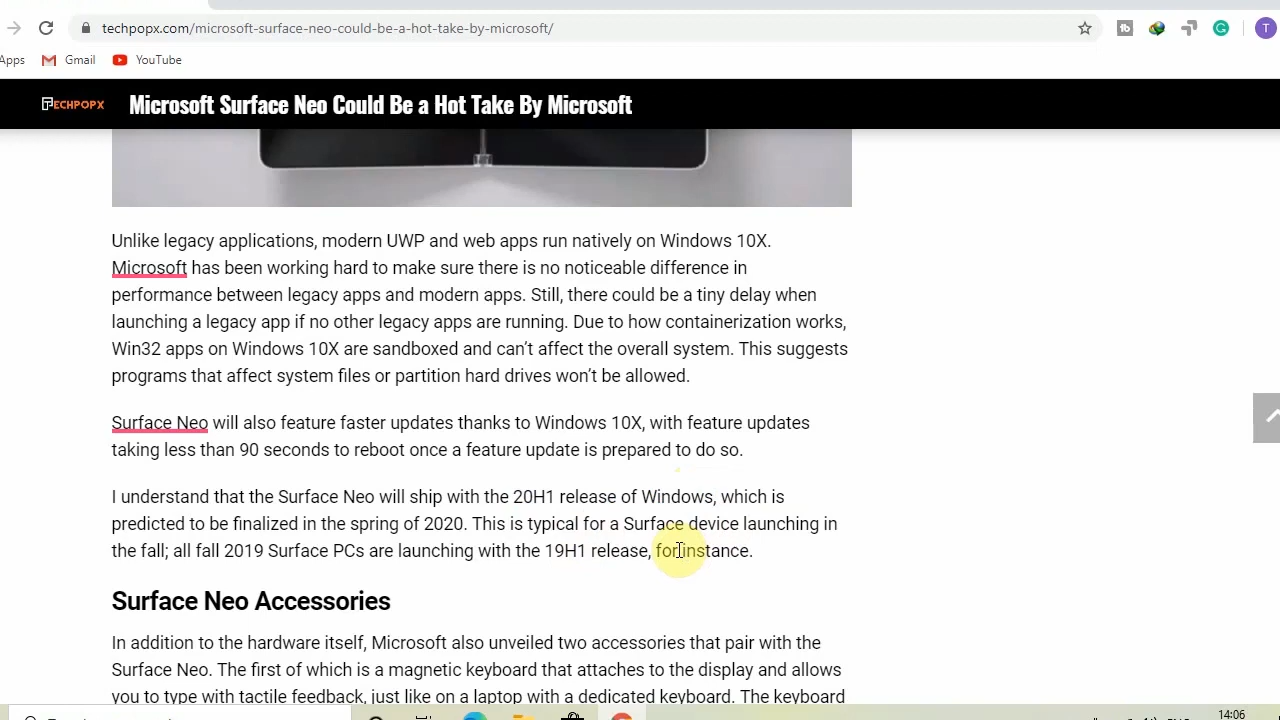 techpopx.com/microsoft-surface-neo-could-be-a-hot-take-by-microsoft/
T
Apps Gmail YouTube
TECHPOPX Microsoft Surface Neo Could Be a Hot Take By Microsoft
Unlike legacy applications, modern UWP and web apps run natively on Windows 10X.
Microsoft has been working hard to make sure there is no noticeable difference in
performance between legacy apps and modern apps. Still, there could be a tiny delay when
launching a legacy app if no other legacy apps are running. Due to how containerization works,
Win32 apps on Windows 10X are sandboxed and can’t affect the overall system. This suggests
programs that affect system files or partition hard drives won’t be allowed.
Surface Neo will also feature faster updates thanks to Windows 10X, with feature updates
taking less than 90 seconds to reboot once a feature update is prepared to do so.
I understand that the Surface Neo will ship with the 20H1 release of Windows, which is
predicted to be finalized in the spring of 2020. This is typical for a Surface device launching in
the fall; all fall 2019 Surface PCs are launching with the 19H1 release, for instance.
Surface Neo Accessories
In addition to the hardware itself, Microsoft also unveiled two accessories that pair with the
Surface Neo. The first of which is a magnetic keyboard that attaches to the display and allows
you to type with tactile feedback, just like on a laptop with a dedicated keyboard. The keyboard
14:06